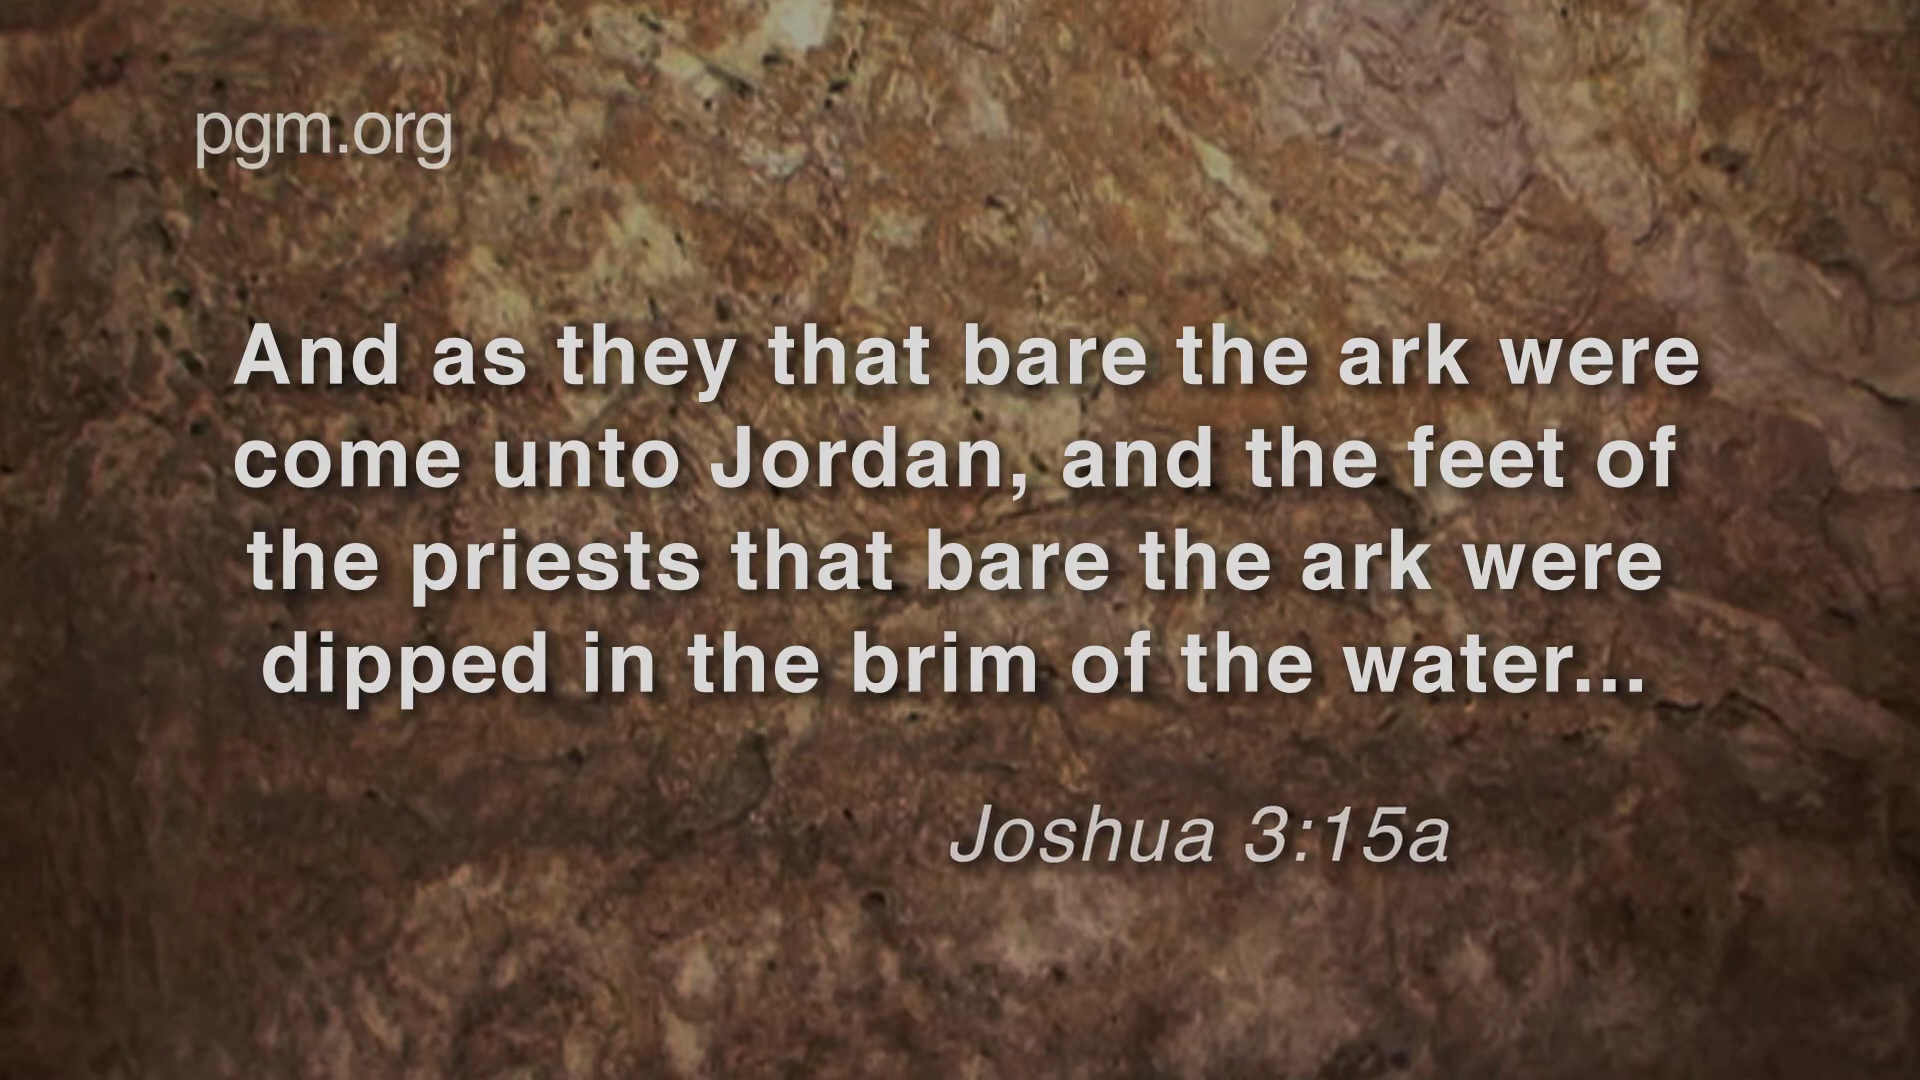 pgm.org
And as they that bare the ark were
come unto Jordan, and the feet of
the priests that bare the ark were
dipped in the brim of the water...
Joshua 3:15a